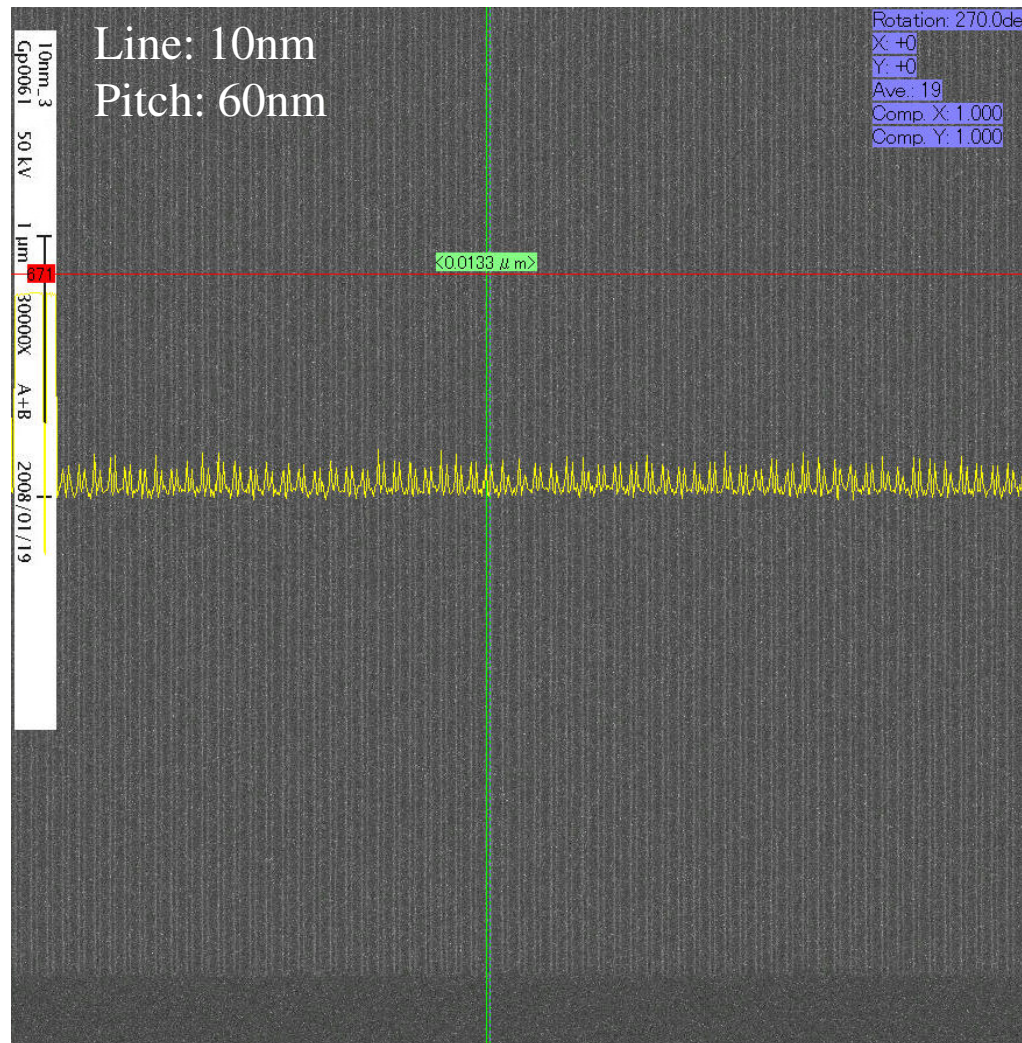 Line: 10nm
Pitch: 60nm
Rotation: 270.0de
X: +0
Y: +0
Ave.: 19
Comp. X: 1.000
Comp. Y: 1.000
10nm_3
Gp0061 50 kV 1 μm 30000X A+B 2008/01/19
<0.0133 μm>
671